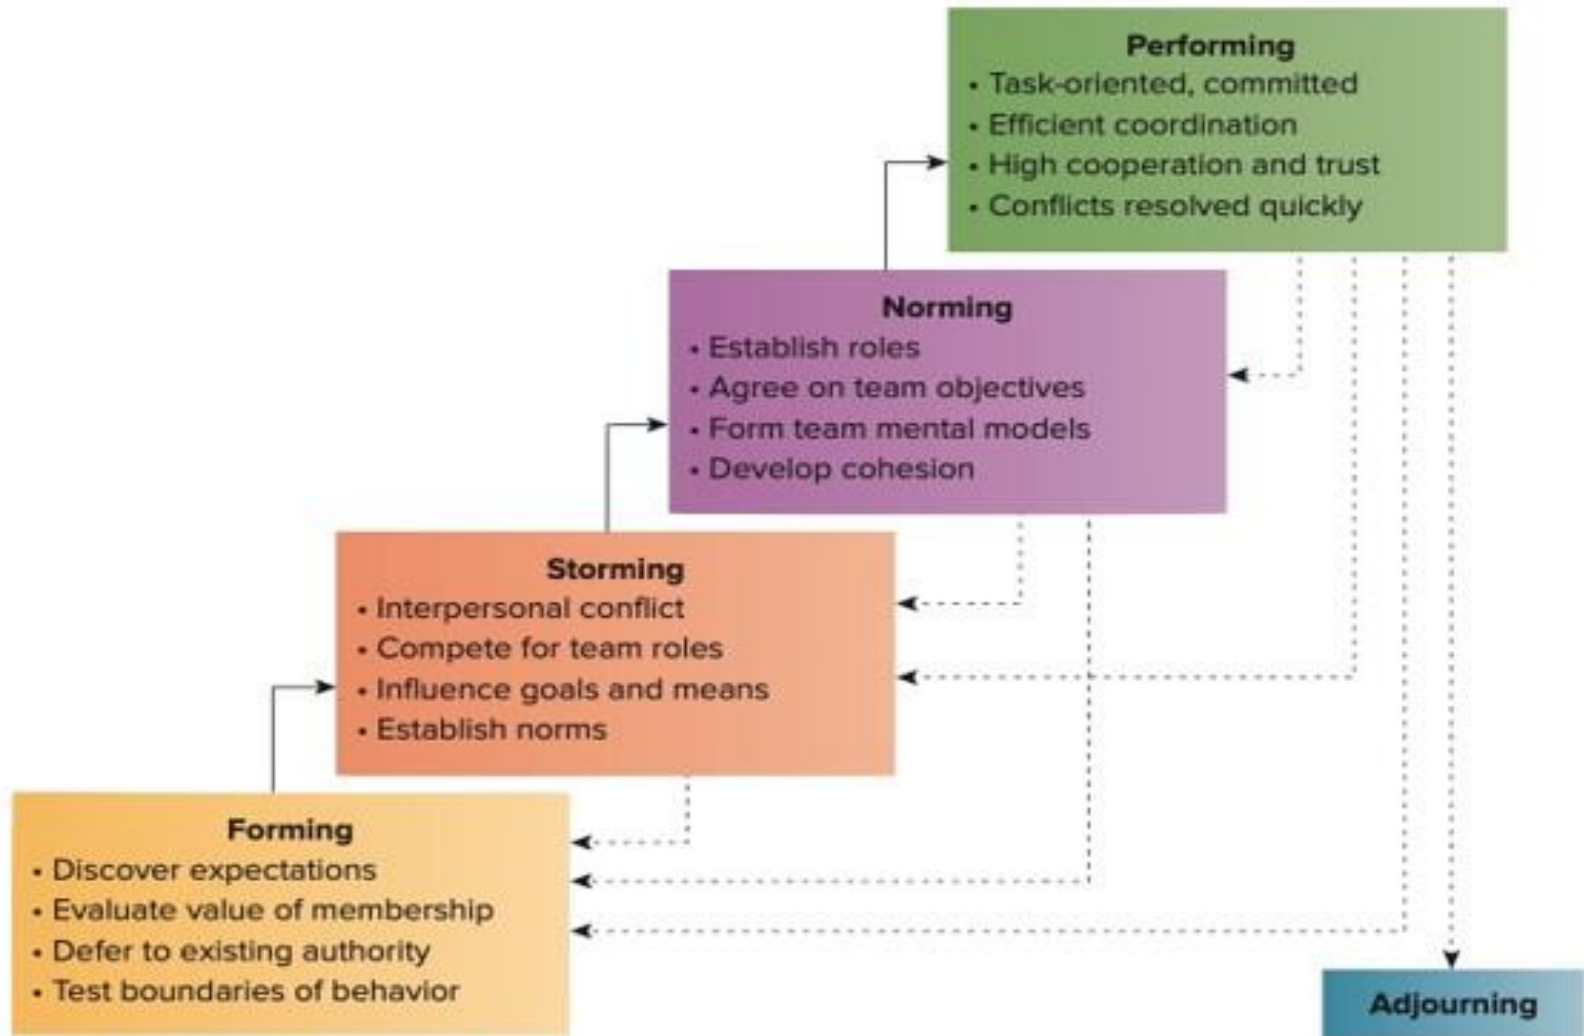 Performing
• Task-oriented, committed
• Efficient coordination
• High cooperation and trust
• Conflicts resolved quickly
Norming
• Establish roles
• Agree on team objectives
• Form team mental models
• Develop cohesion
Storming
• Interpersonal conflict
• Compete for team roles
• Influence goals and means
• Establish norms
Forming
• Discover expectations
• Evaluate value of membership
• Defer to existing authority
• Test boundaries of behavior
Adjourning